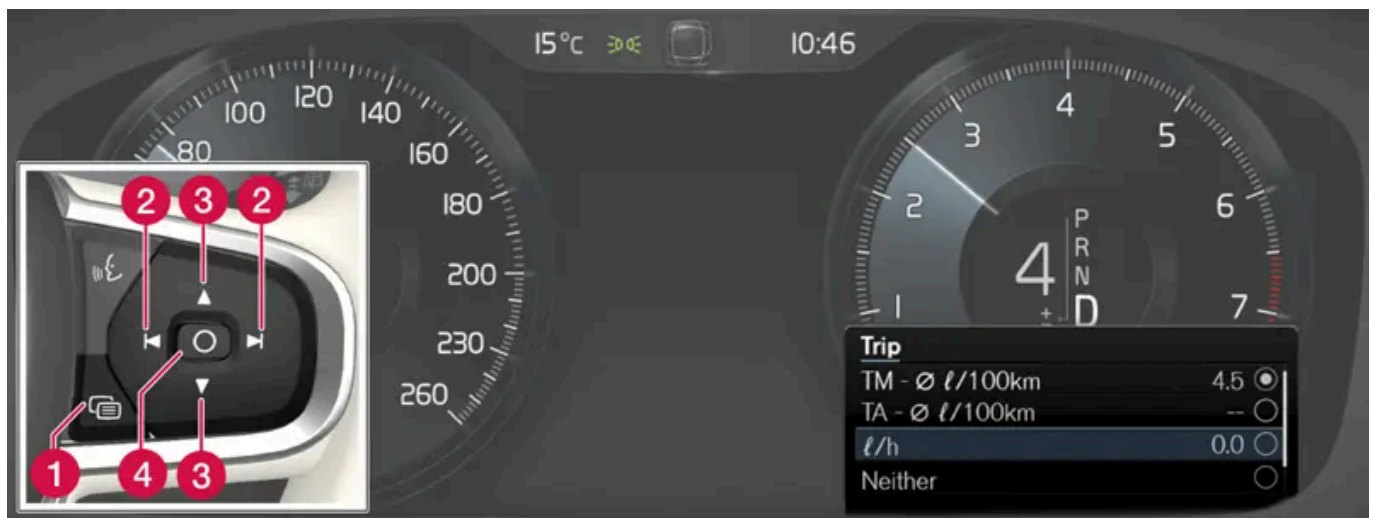 15°C 10:46
80
100
120
140
160
180
200
230
260
1
2
3
4
5
6
7
4
P
R
N
D
+
-
2 3 2
1 4 3
Trip
TM - Ø ℓ/100km 4.5
TA - Ø ℓ/100km --
ℓ/h 0.0
Neither